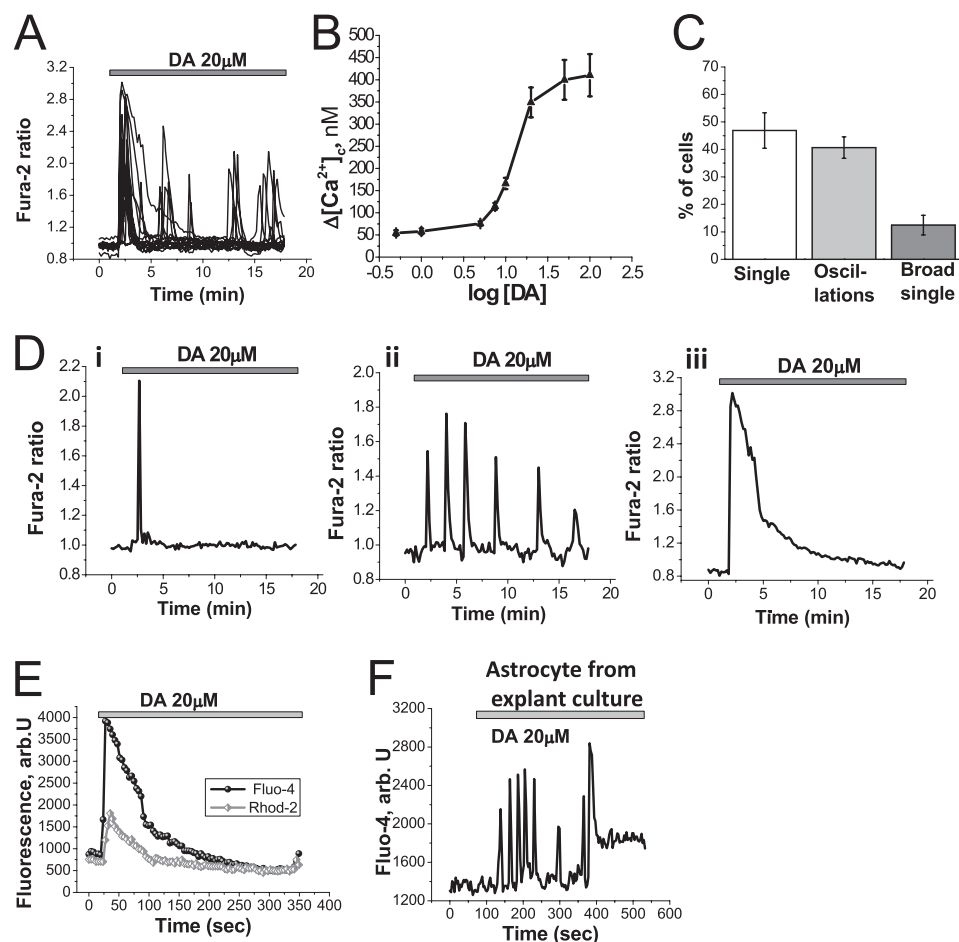 A
DA 20µM
3.2
2.8
2.4
2.0
1.6
1.2
0.8
Fura-2 ratio
0 5 10 15 20
Time (min)
B
500
450
400
350
300
250
200
150
100
50
0
Δ[Ca²⁺]c, nM
-0.5 0.0 0.5 1.0 1.5 2.0 2.5
log [DA]
C
70
60
50
40
30
20
10
0
% of cells
Single
Oscil-
lations
Broad
single
D
i
DA 20µM
2.2
2.0
1.8
1.6
1.4
1.2
1.0
0.8
Fura-2 ratio
0 5 10 15 20
Time (min)
ii
DA 20µM
2.0
1.8
1.6
1.4
1.2
1.0
0.8
Fura-2 ratio
0 5 10 15 20
Time (min)
iii
DA 20µM
3.2
2.8
2.4
2.0
1.6
1.2
0.8
Fura-2 ratio
0 5 10 15 20
Time (min)
E
DA 20µM
4000
3500
3000
2500
2000
1500
1000
500
0
Fluorescence, arb.U
Fluo-4
Rhod-2
0 50 100 150 200 250 300 350 400
Time (sec)
F
Astrocyte from
explant culture
DA 20µM
3200
2800
2400
2000
1600
1200
Fluo-4, arb. U
0 100 200 300 400 500 600
Time (sec)